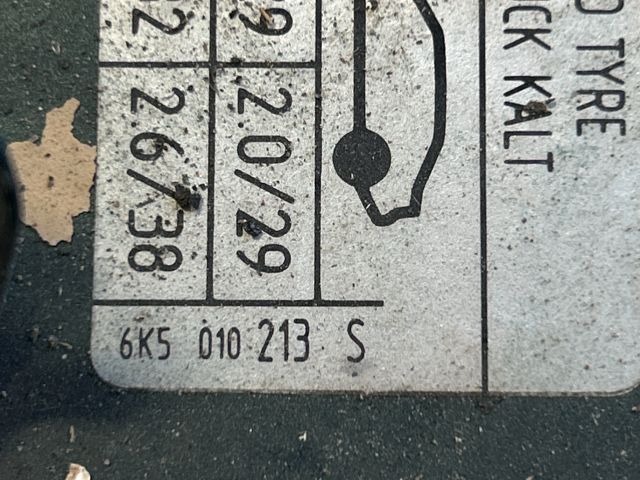 2.0/29
2.6/38
6K5 010 213 S
D TYRE
CK KALT